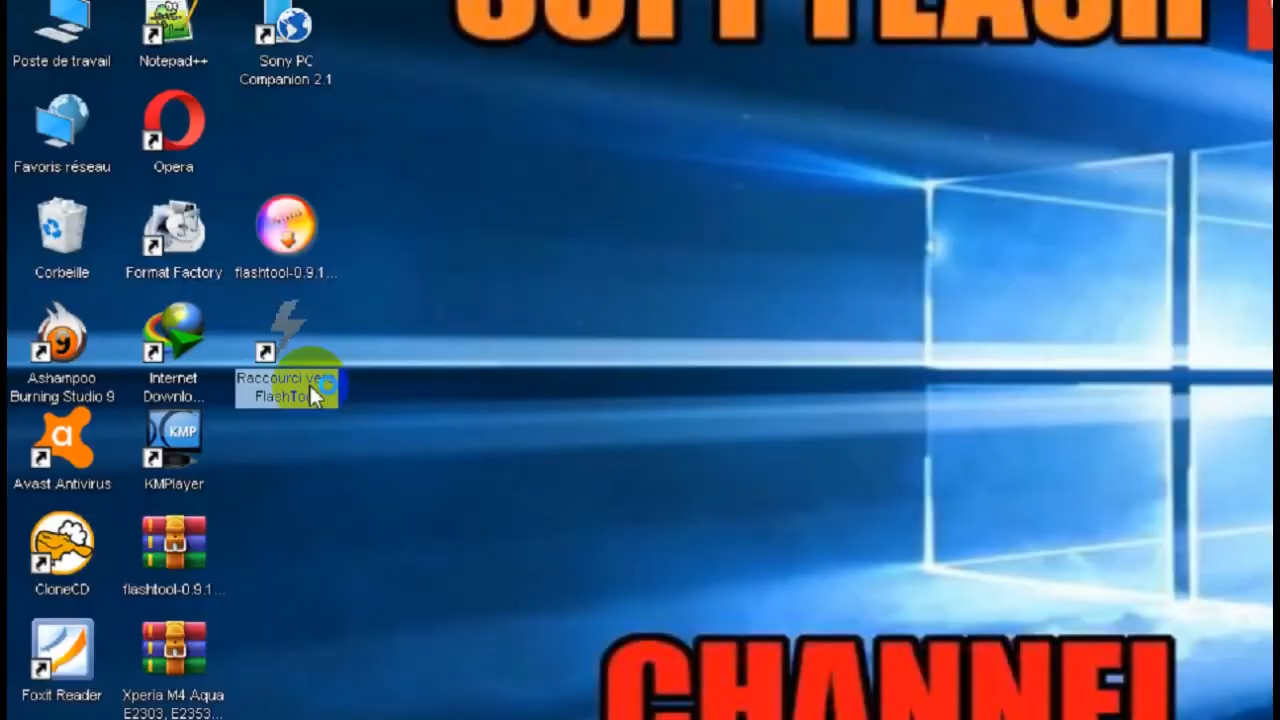 SOFT FLASH
Poste de travail
Notepad++
Sony PC
Companion 2.1
Favoris réseau
Opera
Corbeille
Format Factory
flashtool-0.9.1...
Ashampoo
Burning Studio 9
Internet
Downlo...
Raccourci vers
FlashTool
Avast Antivirus
KMP
KMPlayer
CloneCD
flashtool-0.9.1...
Foxit Reader
Xperia M4 Aqua
E2303, E2353...
CHANNEL